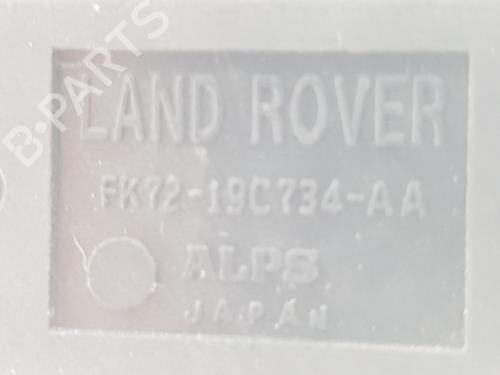 B-PARTS
LAND ROVER
FK72-19C734-AA
ALPS
JAPAN